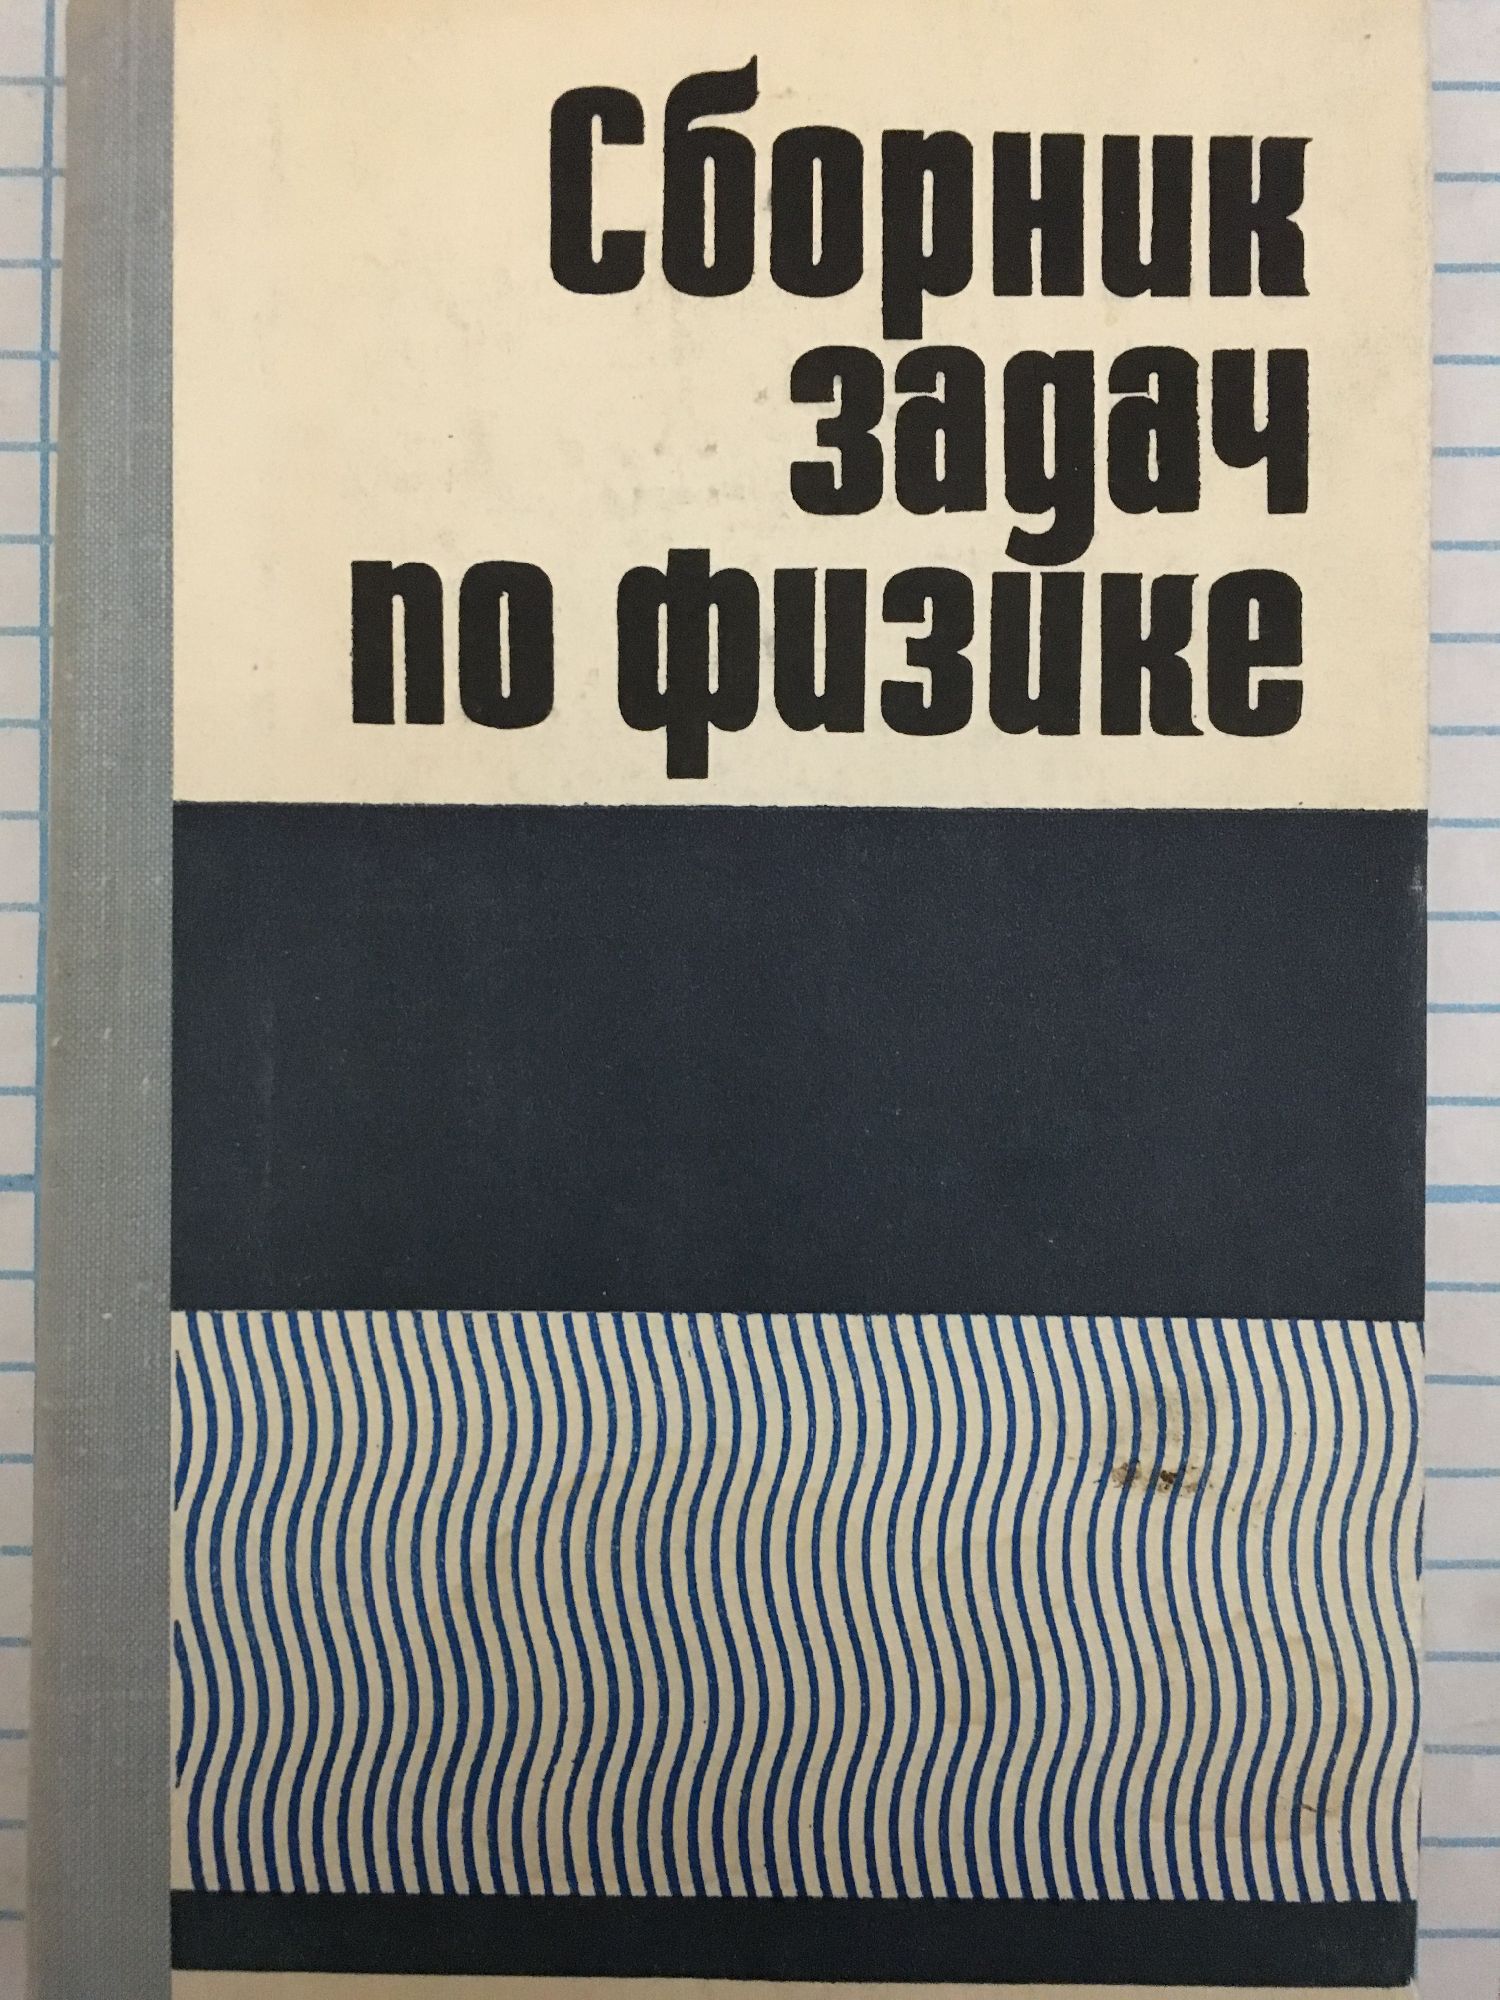 Сборник
задач
по физике